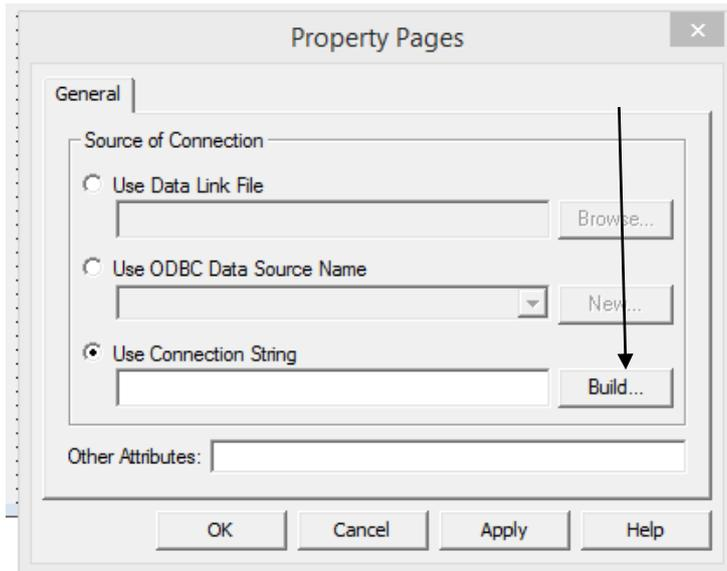 Property Pages
General
Source of Connection
Use Data Link File
Browse...
Use ODBC Data Source Name
New...
Use Connection String
Build...
Other Attributes:
OK Cancel Apply Help